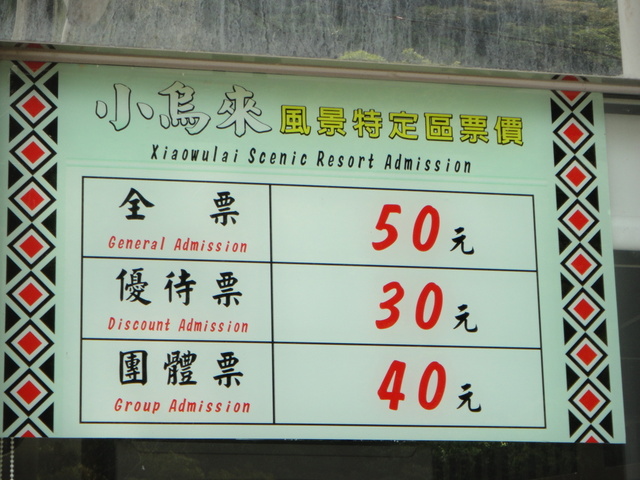 小烏來風景特定區票價
Xiaowulai Scenic Resort Admission
全票 50元
General Admission
優待票 30元
Discount Admission
團體票 40元
Group Admission